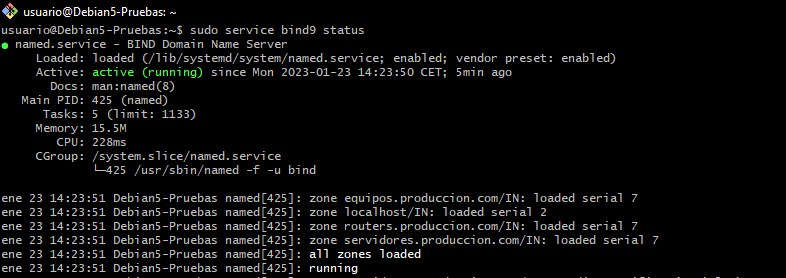 usuario@Debian5-Pruebas: ~
usuario@Debian5-Pruebas:~$ sudo service bind9 status
● named.service - BIND Domain Name Server
Loaded: loaded (/lib/systemd/system/named.service; enabled; vendor preset: enabled)
Active: active (running) since Mon 2023-01-23 14:23:50 CET; 5min ago
Docs: man:named(8)
Main PID: 425 (named)
Tasks: 5 (limit: 1133)
Memory: 15.5M
CPU: 228ms
CGroup: /system.slice/named.service
└─425 /usr/sbin/named -f -u bind
ene 23 14:23:51 Debian5-Pruebas named[425]: zone equipos.produccion.com/IN: loaded serial 7
ene 23 14:23:51 Debian5-Pruebas named[425]: zone localhost/IN: loaded serial 2
ene 23 14:23:51 Debian5-Pruebas named[425]: zone routers.produccion.com/IN: loaded serial 7
ene 23 14:23:51 Debian5-Pruebas named[425]: zone servidores.produccion.com/IN: loaded serial 7
ene 23 14:23:51 Debian5-Pruebas named[425]: all zones loaded
ene 23 14:23:51 Debian5-Pruebas named[425]: running